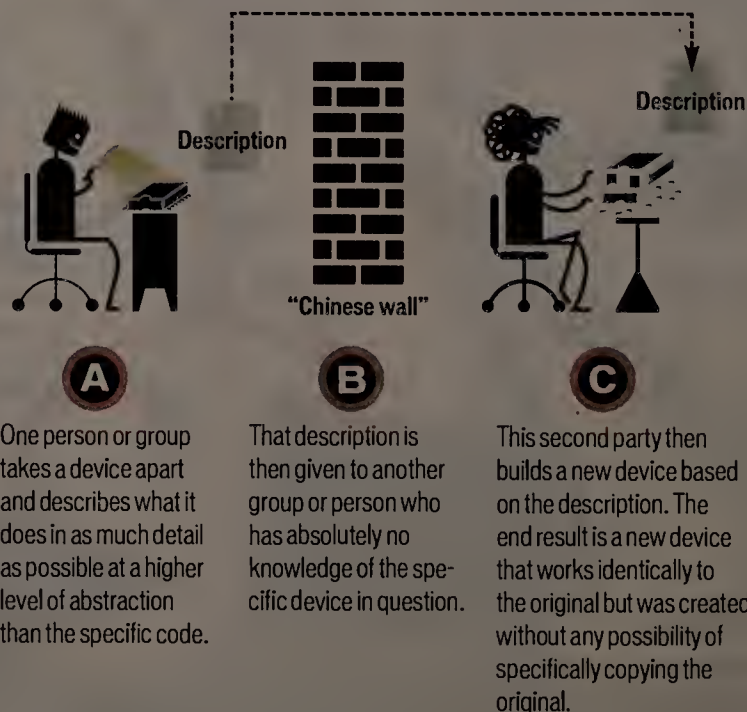 Description
Description
“Chinese wall”
A
One person or group
takes a device apart
and describes what it
does in as much detail
as possible at a higher
level of abstraction
than the specific code.
B
That description is
then given to another
group or person who
has absolutely no
knowledge of the spe-
cific device in question.
C
This second party then
builds a new device based
on the description. The
end result is a new device
that works identically to
the original but was created
without any possibility of
specifically copying the
original.